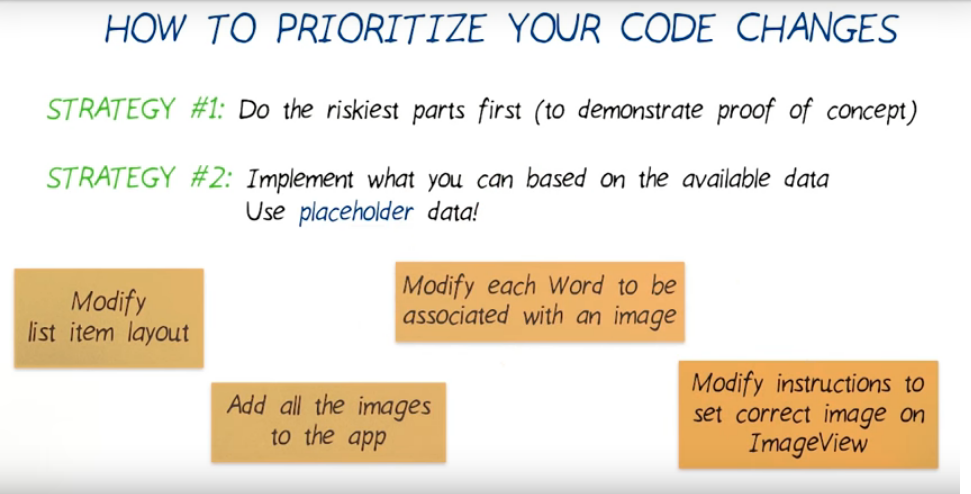 HOW TO PRIORITIZE YOUR CODE CHANGES
STRATEGY #1: Do the riskiest parts first (to demonstrate proof of concept)
STRATEGY #2: Implement what you can based on the available data
Use placeholder data!
Modify
list item layout
Add all the images
to the app
Modify each Word to be
associated with an image
Modify instructions to
set correct image on
ImageView